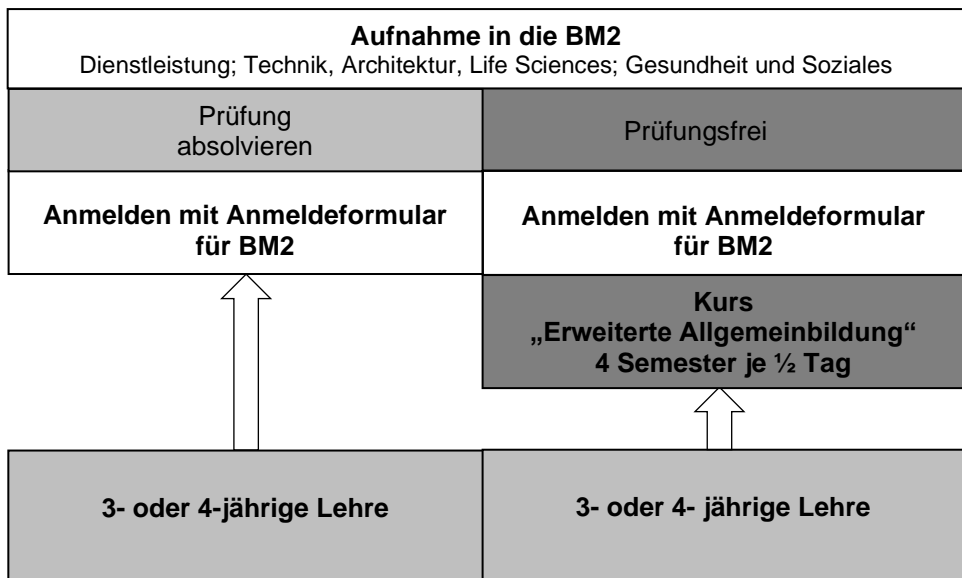 Aufnahme in die BM2
Dienstleistung; Technik, Architektur, Life Sciences; Gesundheit und Soziales
Prüfung
absolvieren
Prüfungsfrei
Anmelden mit Anmeldeformular
für BM2
Anmelden mit Anmeldeformular
für BM2
Kurs
„Erweiterte Allgemeinbildung“
4 Semester je ½ Tag
3- oder 4-jährige Lehre
3- oder 4- jährige Lehre